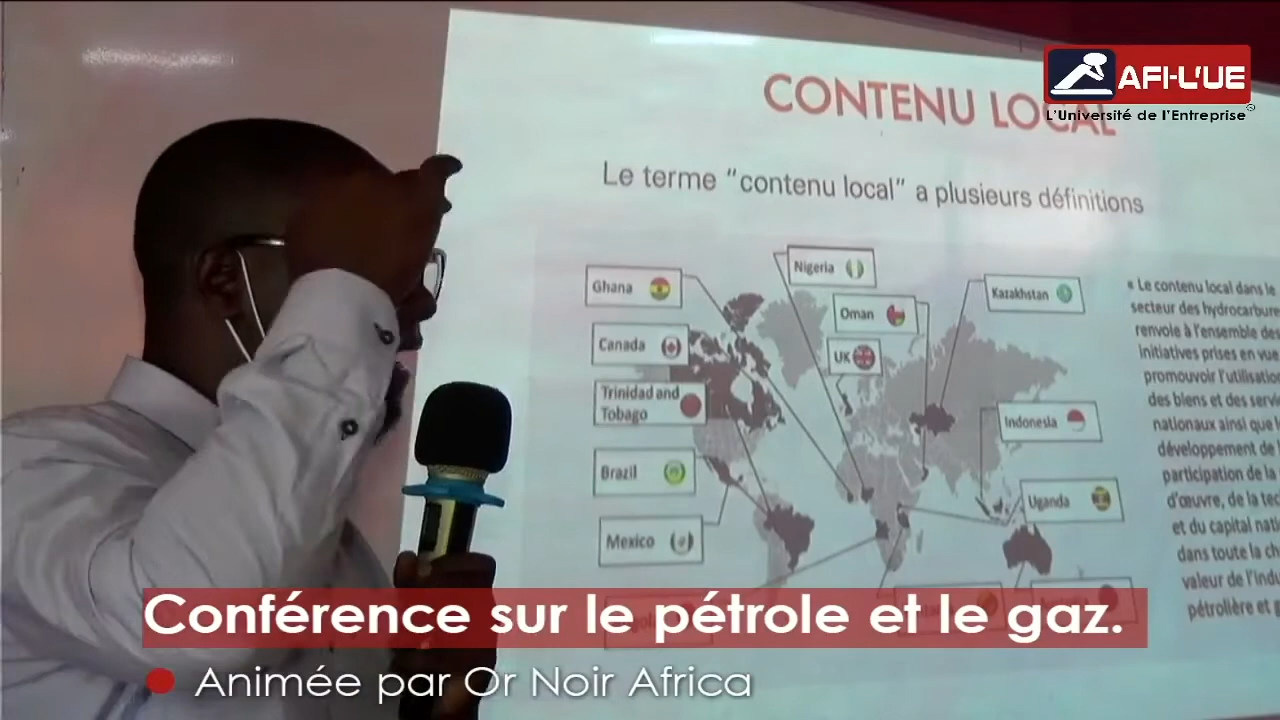 AFI-L'UE
L'Université de l'Entreprise
CONTENU LOCAL
Le terme "contenu local" a plusieurs définitions
Ghana
Canada
Trinidad and
Tobago
Brazil
Mexico
Nigeria
Oman
UK
Kazakhstan
Indonesia
Uganda
« Le contenu local dans le
secteur des hydrocarbure
renvoie à l'ensemble des
initiatives prises en vue
promouvoir l'utilisatio
des biens et des servi
nationaux ainsi que l
développement de
participation de la
d'œuvre, de la tec
et du capital nati
dans toute la ch
valeur de l'indu
pétrolière et
Conférence sur le pétrole et le gaz.
Animée par Or Noir Africa